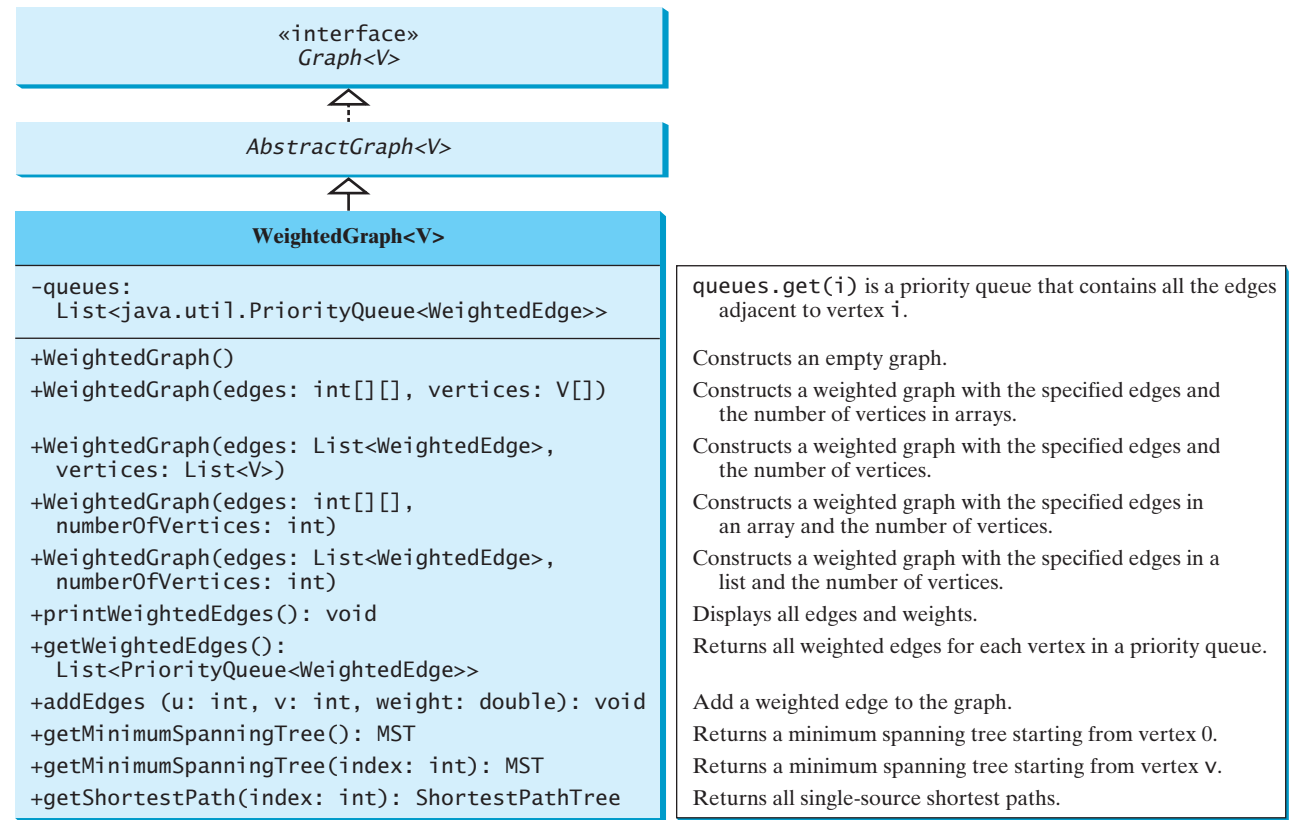 «interface»
Graph<V>
AbstractGraph<V>
WeightedGraph<V>
-queues:
List<java.util.PriorityQueue<WeightedEdge>>
queues.get(i) is a priority queue that contains all the edges
adjacent to vertex i.
+WeightedGraph()
Constructs an empty graph.
+WeightedGraph(edges: int[][], vertices: V[])
Constructs a weighted graph with the specified edges and
the number of vertices in arrays.
+WeightedGraph(edges: List<WeightedEdge>,
vertices: List<V>)
Constructs a weighted graph with the specified edges and
the number of vertices.
+WeightedGraph(edges: int[][],
numberOfVertices: int)
Constructs a weighted graph with the specified edges in
an array and the number of vertices.
+WeightedGraph(edges: List<WeightedEdge>,
numberOfVertices: int)
Constructs a weighted graph with the specified edges in a
list and the number of vertices.
+printWeightedEdges(): void
Displays all edges and weights.
+getWeightedEdges():
List<PriorityQueue<WeightedEdge>>
Returns all weighted edges for each vertex in a priority queue.
+addEdges (u: int, v: int, weight: double): void
Add a weighted edge to the graph.
+getMinimumSpanningTree(): MST
Returns a minimum spanning tree starting from vertex 0.
+getMinimumSpanningTree(index: int): MST
Returns a minimum spanning tree starting from vertex v.
+getShortestPath(index: int): ShortestPathTree
Returns all single-source shortest paths.